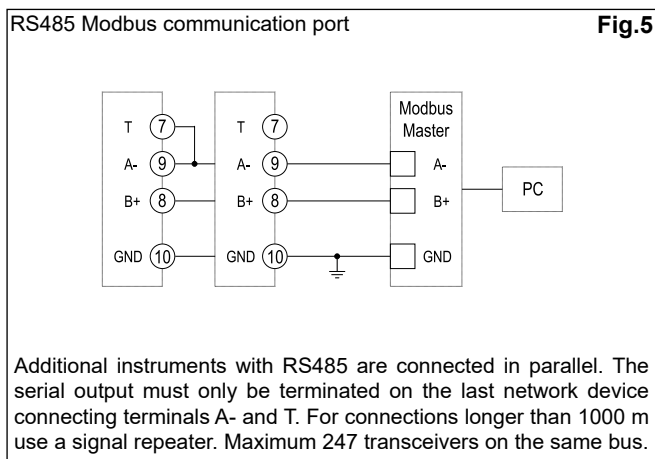 RS485 Modbus communication port
Fig.5
Modbus
Master
T 7 T 7
A- 9 A- 9 A-
B+ 8 B+ 8 B+
PC
GND 10 GND 10 GND
Additional instruments with RS485 are connected in parallel. The
serial output must only be terminated on the last network device
connecting terminals A- and T. For connections longer than 1000 m
use a signal repeater. Maximum 247 transceivers on the same bus.